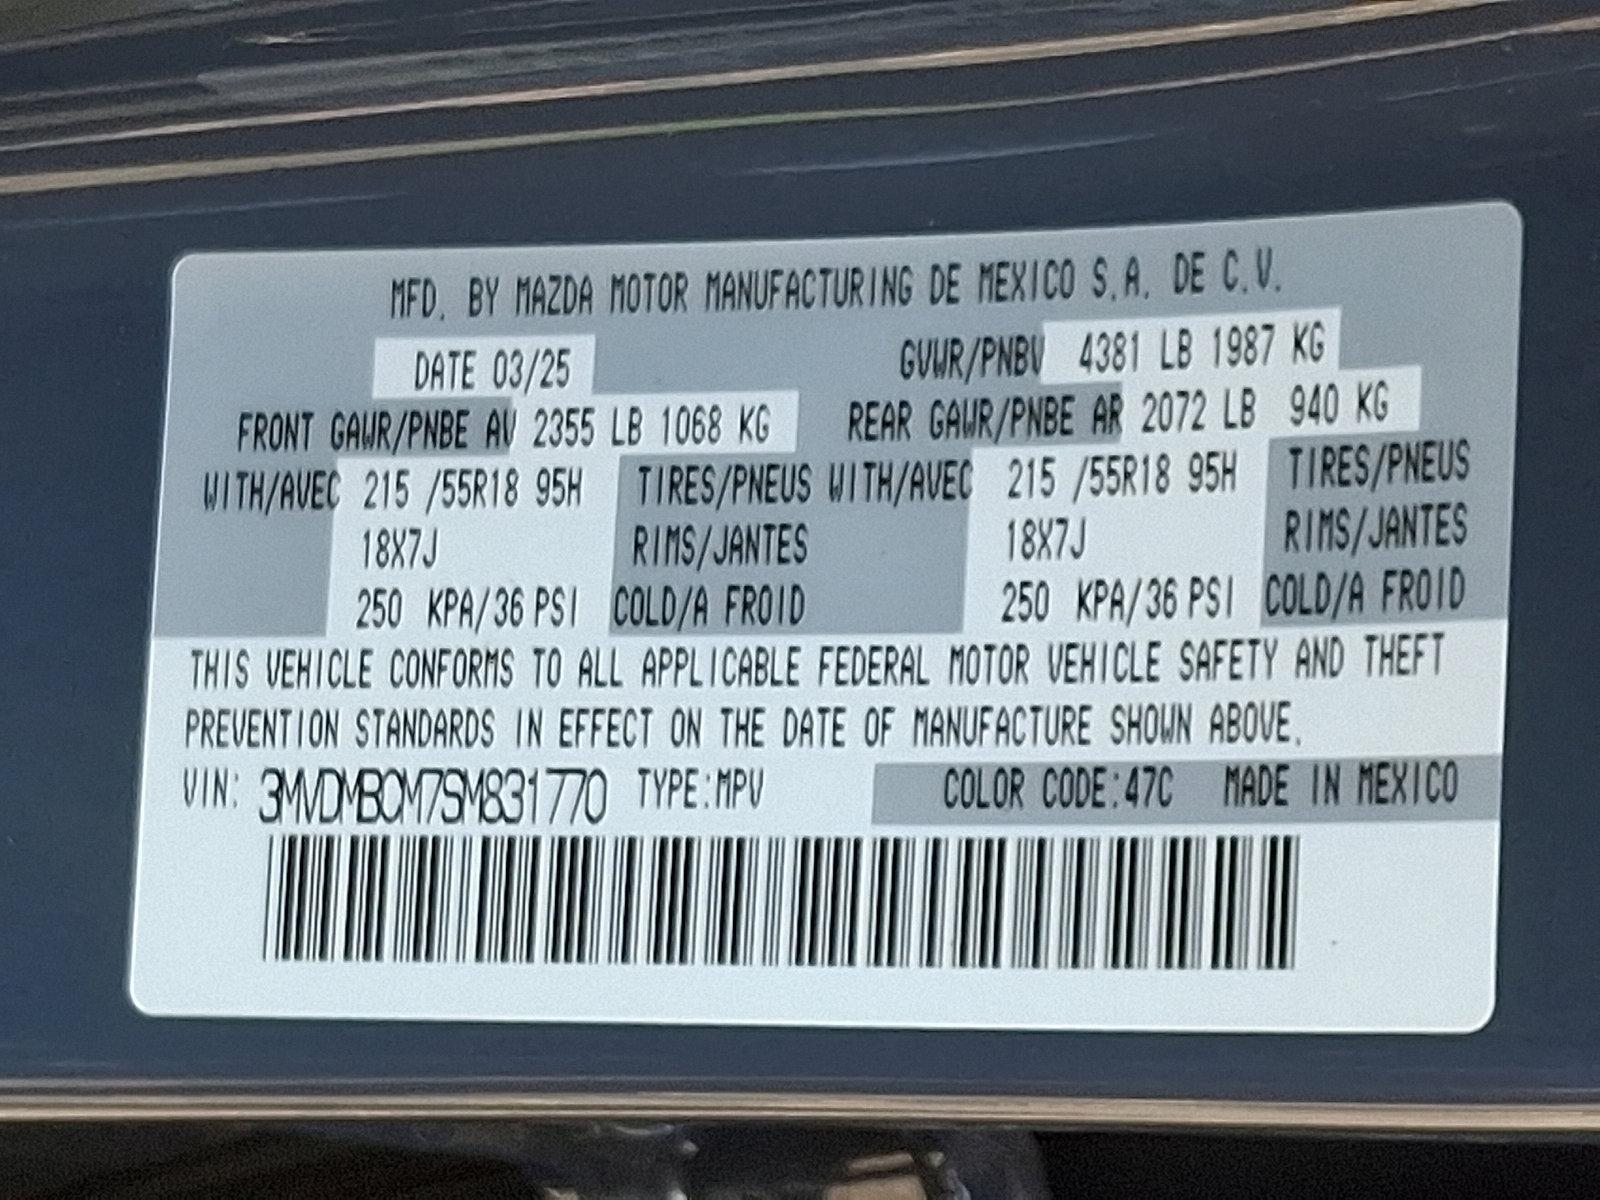 MFD. BY MAZDA MOTOR MANUFACTURING DE MEXICO S.A. DE C.V.
DATE 03/25 GVWR/PNBV 4381 LB 1987 KG
FRONT GAWR/PNBE AV 2355 LB 1068 KG REAR GAWR/PNBE AR 2072 LB 940 KG
WITH/AVEC 215 /55R18 95H TIRES/PNEUS WITH/AVEC 215 /55R18 95H TIRES/PNEUS
18X7J RIMS/JANTES 18X7J RIMS/JANTES
250 KPA/36 PSI COLD/A FROID 250 KPA/36 PSI COLD/A FROID
THIS VEHICLE CONFORMS TO ALL APPLICABLE FEDERAL MOTOR VEHICLE SAFETY AND THEFT
PREVENTION STANDARDS IN EFFECT ON THE DATE OF MANUFACTURE SHOWN ABOVE.
VIN: 3MVDMBCM7SM831770 TYPE:MPV COLOR CODE:47C MADE IN MEXICO